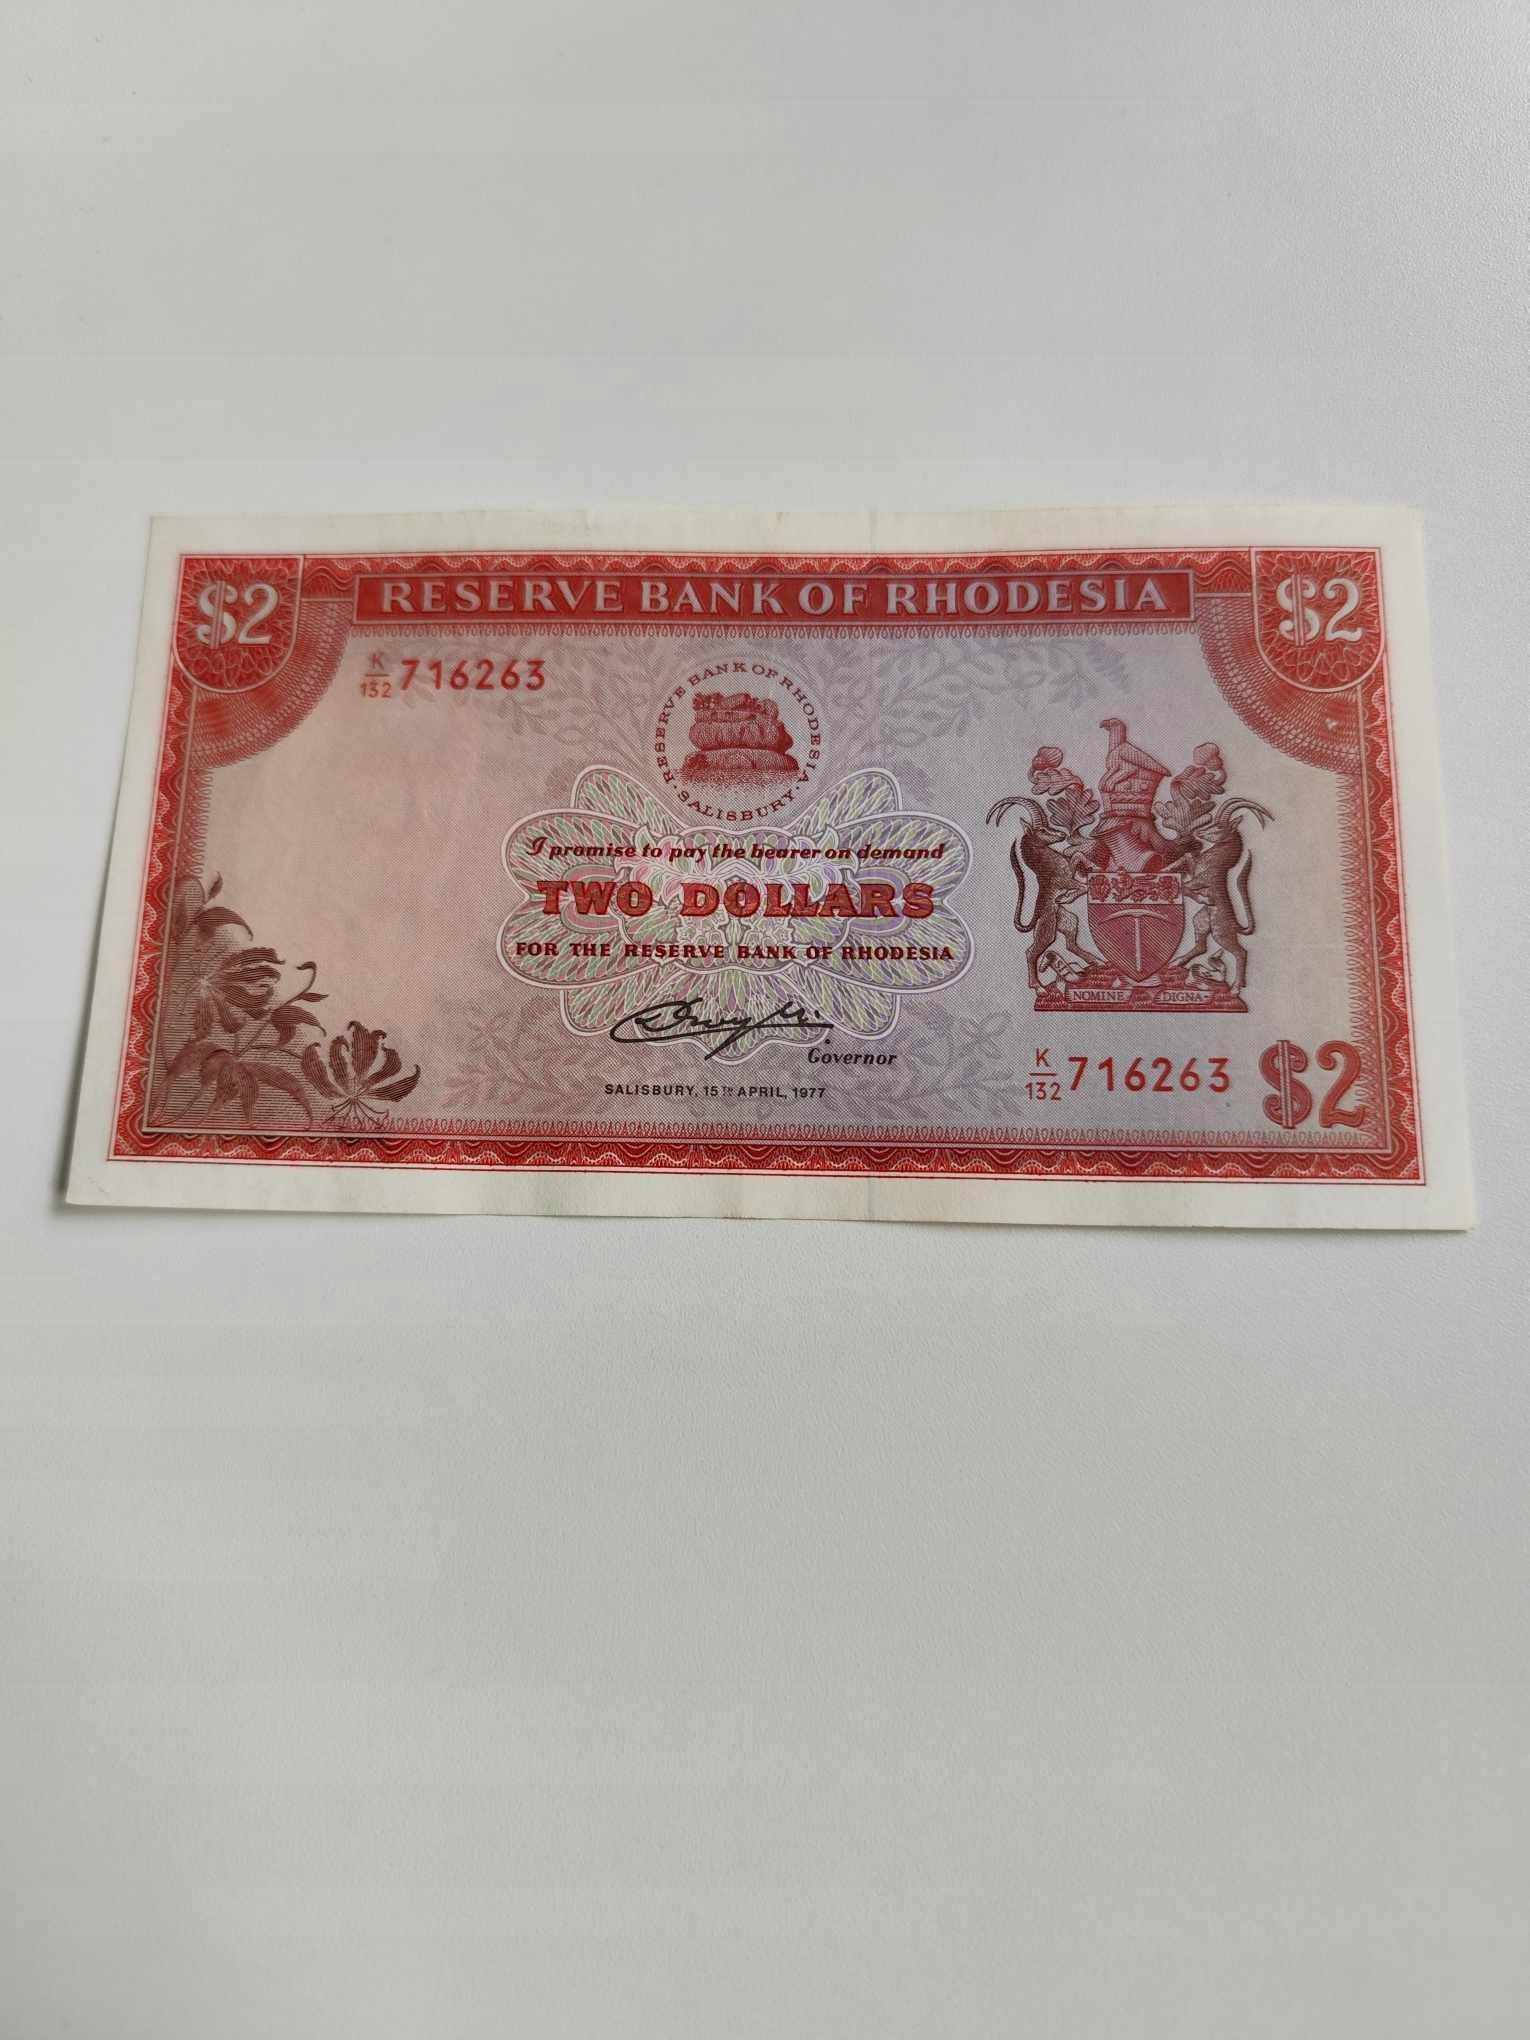 $2
RESERVE BANK OF RHODESIA
$2
K/132 716263
RESERVE BANK OF RHODESIA
· SALISBURY ·
I promise to pay the bearer on demand
TWO DOLLARS
FOR THE RESERVE BANK OF RHODESIA
Governor
SALISBURY, 15TH APRIL, 1977
SIT
NOMINE DIGNA
K/132 716263
$2